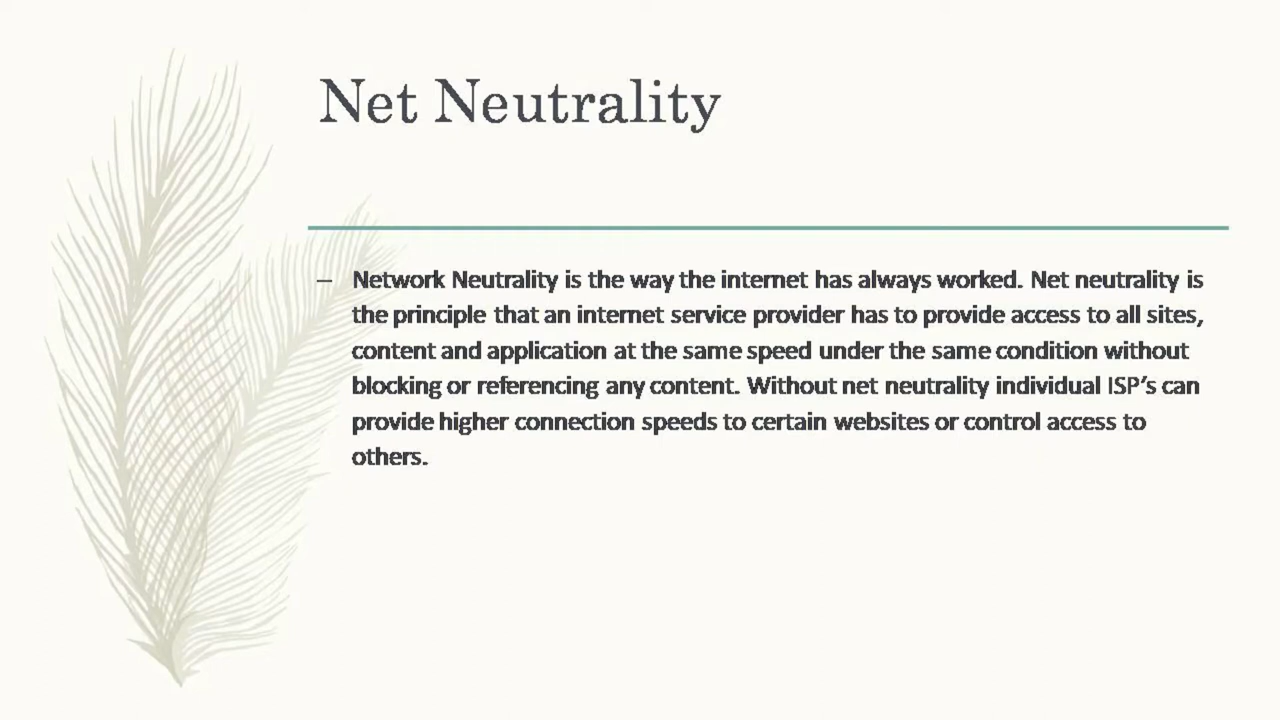 Net Neutrality
– Network Neutrality is the way the internet has always worked. Net neutrality is
the principle that an internet service provider has to provide access to all sites,
content and application at the same speed under the same condition without
blocking or referencing any content. Without net neutrality individual ISP's can
provide higher connection speeds to certain websites or control access to
others.